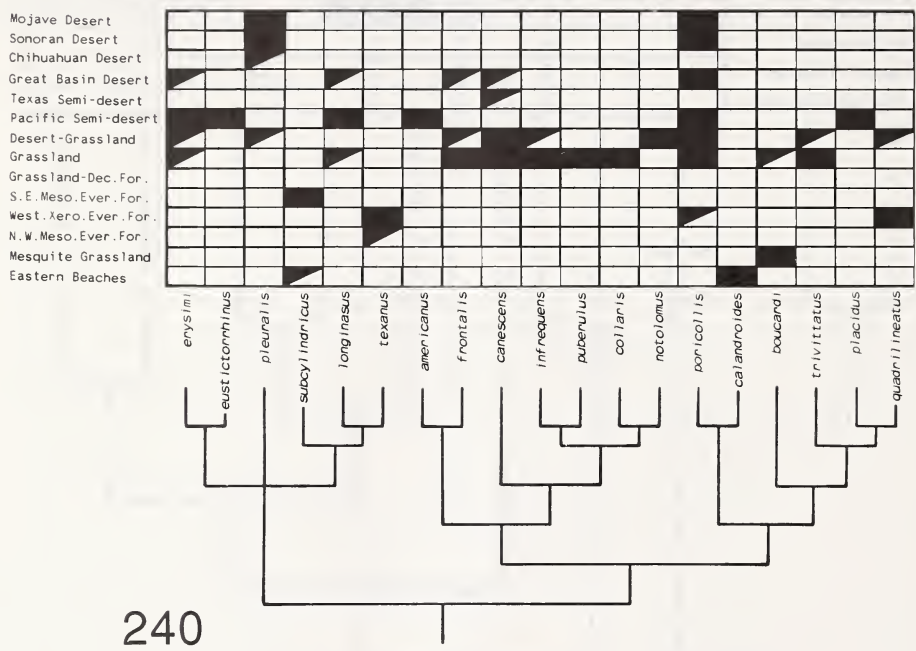 Mojave Desert
Sonoran Desert
Chihuahuan Desert
Great Basin Desert
Texas Semi-desert
Pacific Semi-desert
Desert-Grassland
Grassland
Grassland-Dec.For.
S.E.Meso.Ever.For.
West.Xero.Ever.For.
N.W.Meso.Ever.For.
Mesquite Grassland
Eastern Beaches
erysimi
eustictorrhinus
pleuralis
subcylindricus
longinasus
texanus
americanus
frontalis
canescens
infrequens
puberulus
collaris
notolomus
poricollis
calandroides
boucardi
trivittatus
placidus
quadrilineatus
240